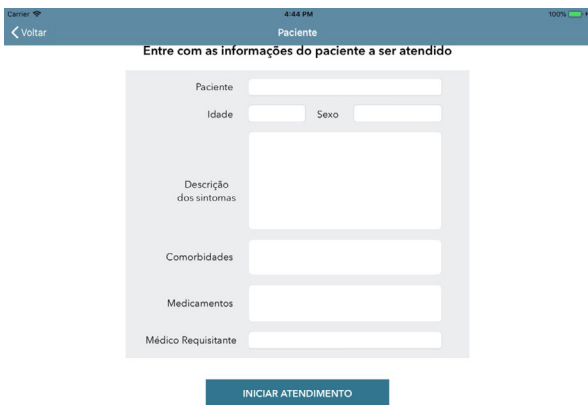 Carrier 4:44 PM 100%
Voltar Paciente
Entre com as informações do paciente a ser atendido
Paciente
Idade Sexo
Descrição
dos sintomas
Comorbidades
Medicamentos
Médico Requisitante
INICIAR ATENDIMENTO